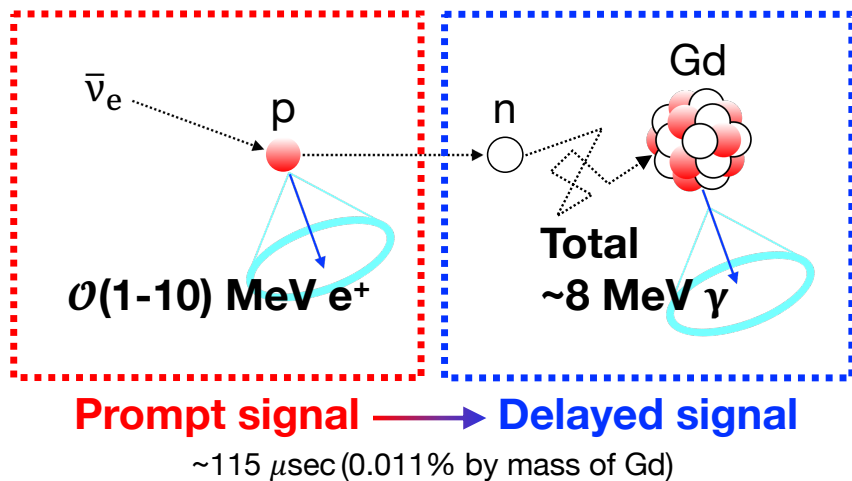 ν̅e
p
n
Gd
𝒪(1-10) MeV e⁺
Total
~8 MeV γ
Prompt signal
Delayed signal
~115 μsec (0.011% by mass of Gd)